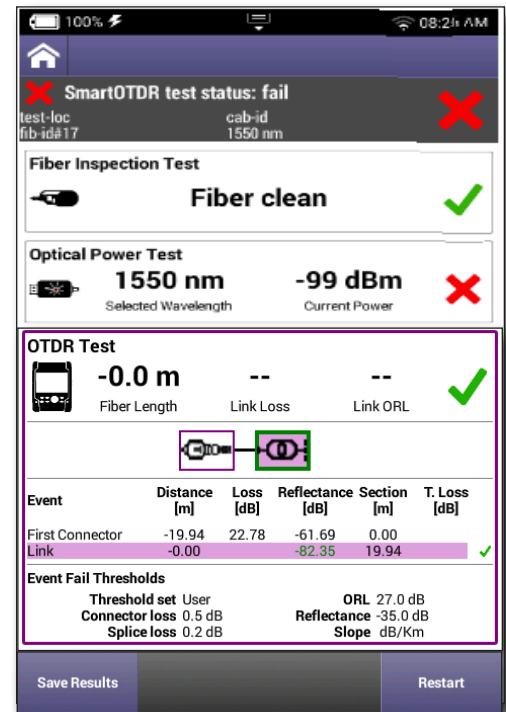 100% 08:24 AM
SmartOTDR test status: fail
test-loc cab-id
fib-id#17 1550 nm
Fiber Inspection Test
Fiber clean
Optical Power Test
1550 nm -99 dBm
Selected Wavelength Current Power
OTDR Test
-0.0 m -- --
Fiber Length Link Loss Link ORL
Event Distance [m] Loss [dB] Reflectance [dB] Section [m] T. Loss [dB]
First Connector -19.94 22.78 -61.69 0.00
Link -0.00 -82.35 19.94
Event Fail Thresholds
Threshold set User ORL 27.0 dB
Connector loss 0.5 dB Reflectance -35.0 dB
Splice loss 0.2 dB Slope dB/Km
Save Results Restart